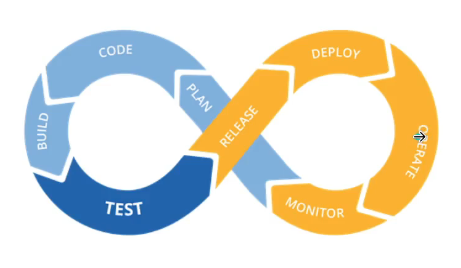 CODE
DEPLOY
PLAN
BUILD
RELEASE
OPERATE
TEST
MONITOR